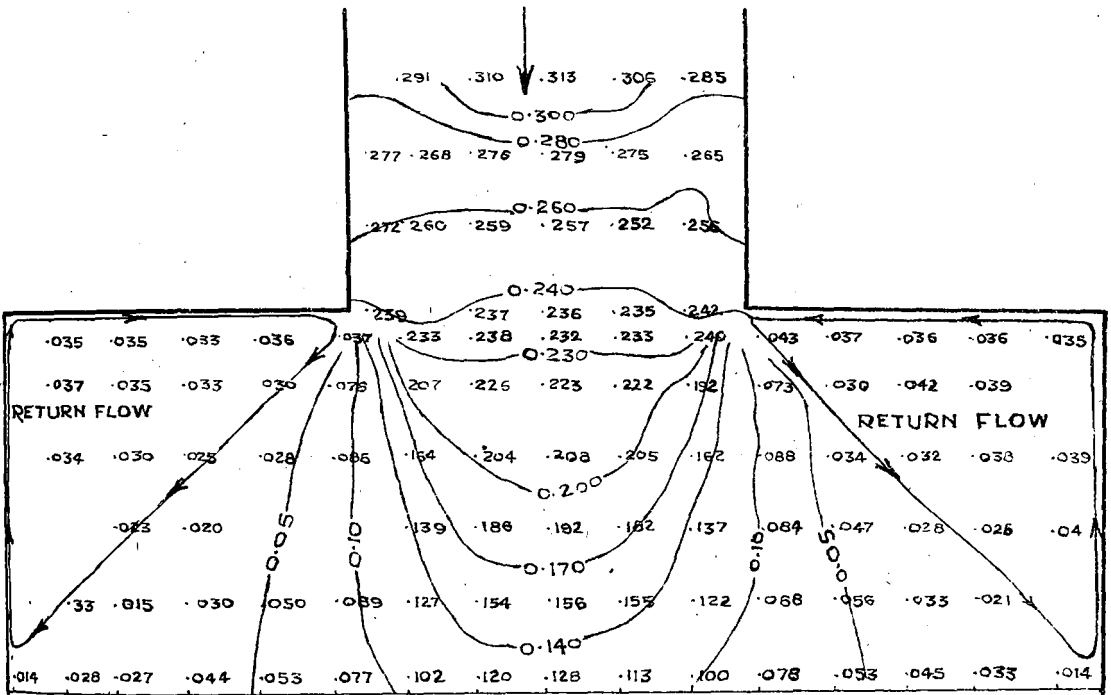 .291 .310 .313 .306 .285
0.300
0.280
.277 .268 .276 .279 .275 .265
0.260
.272 260 .259 .257 .252 .256
0.240
.239 .237 .236 .235 .242
.035 .035 .033 .036 .037 .233 .238 .232 .233 .240 .043 .037 .036 .036 .035
0.230
.037 .035 .033 .030 .076 .207 .226 .223 .222 .192 .073 .030 .042 .039
RETURN FLOW RETURN FLOW
.034 .030 .025 .028 .086 .164 .204 .208 .205 .162 .088 .034 .032 .038 .039
0.200
.023 .020 .139 .186 .182 .182 .137 .084 .047 .028 .026 .04
0.05 0.10 0.10 0.05
0.170
.33 .015 .030 .050 .089 .127 .154 .156 .155 .122 .068 .056 .033 .021
0.140
.014 .028 .027 .044 .053 .077 .102 .120 .128 .113 .100 .078 .053 .045 .033 .014